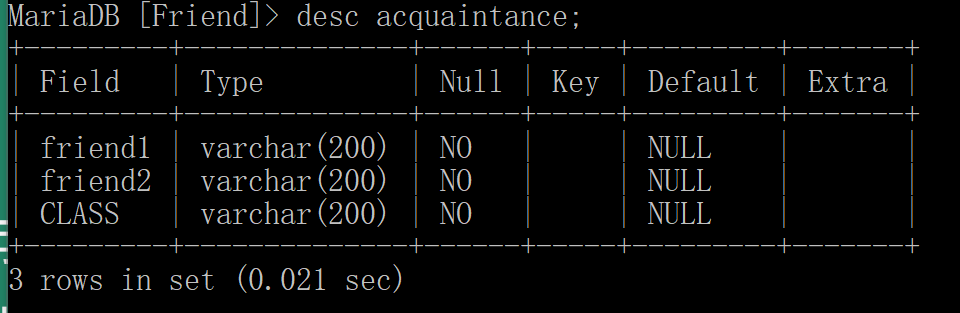 MariaDB [Friend]> desc acquaintance;
+---------+--------------+------+-----+---------+-------+
| Field   | Type         | Null | Key | Default | Extra |
+---------+--------------+------+-----+---------+-------+
| friend1 | varchar(200) | NO   |     | NULL    |       |
| friend2 | varchar(200) | NO   |     | NULL    |       |
| CLASS   | varchar(200) | NO   |     | NULL    |       |
+---------+--------------+------+-----+---------+-------+
3 rows in set (0.021 sec)